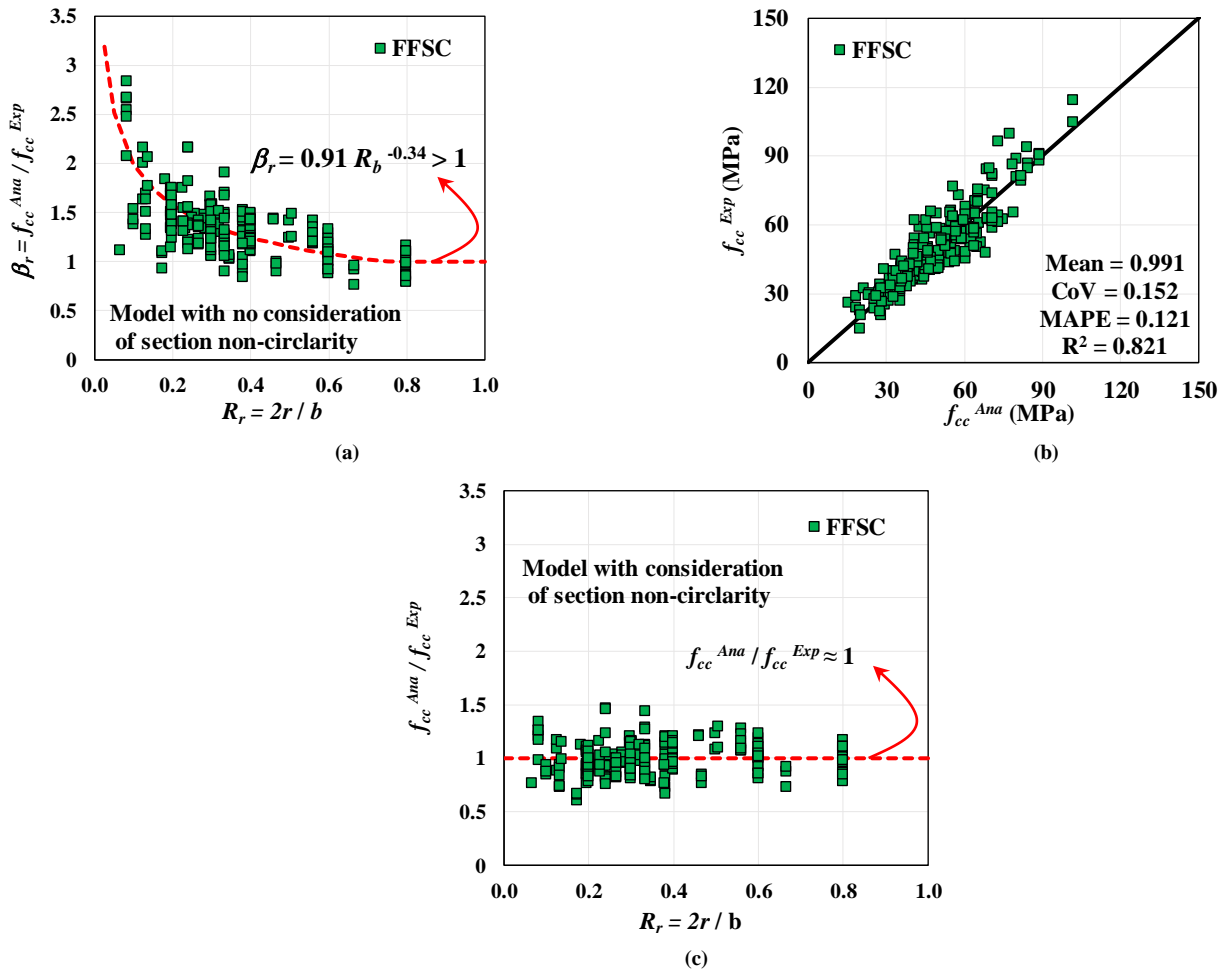 3.5
3
2.5
2
1.5
1
0.5
0
0.0 0.2 0.4 0.6 0.8 1.0
βr = fcc Ana / fcc Exp
FFSC
βr = 0.91 Rb -0.34 > 1
Model with no consideration
of section non-circlarity
Rr = 2r / b
(a)
150
120
90
60
30
0
0 30 60 90 120 150
fcc Exp (MPa)
FFSC
Mean = 0.991
CoV = 0.152
MAPE = 0.121
R2 = 0.821
fcc Ana (MPa)
(b)
3.5
3
2.5
2
1.5
1
0.5
0
0.0 0.2 0.4 0.6 0.8 1.0
fcc Ana / fcc Exp
FFSC
Model with consideration
of section non-circlarity
fcc Ana / fcc Exp ≈ 1
Rr = 2r / b
(c)